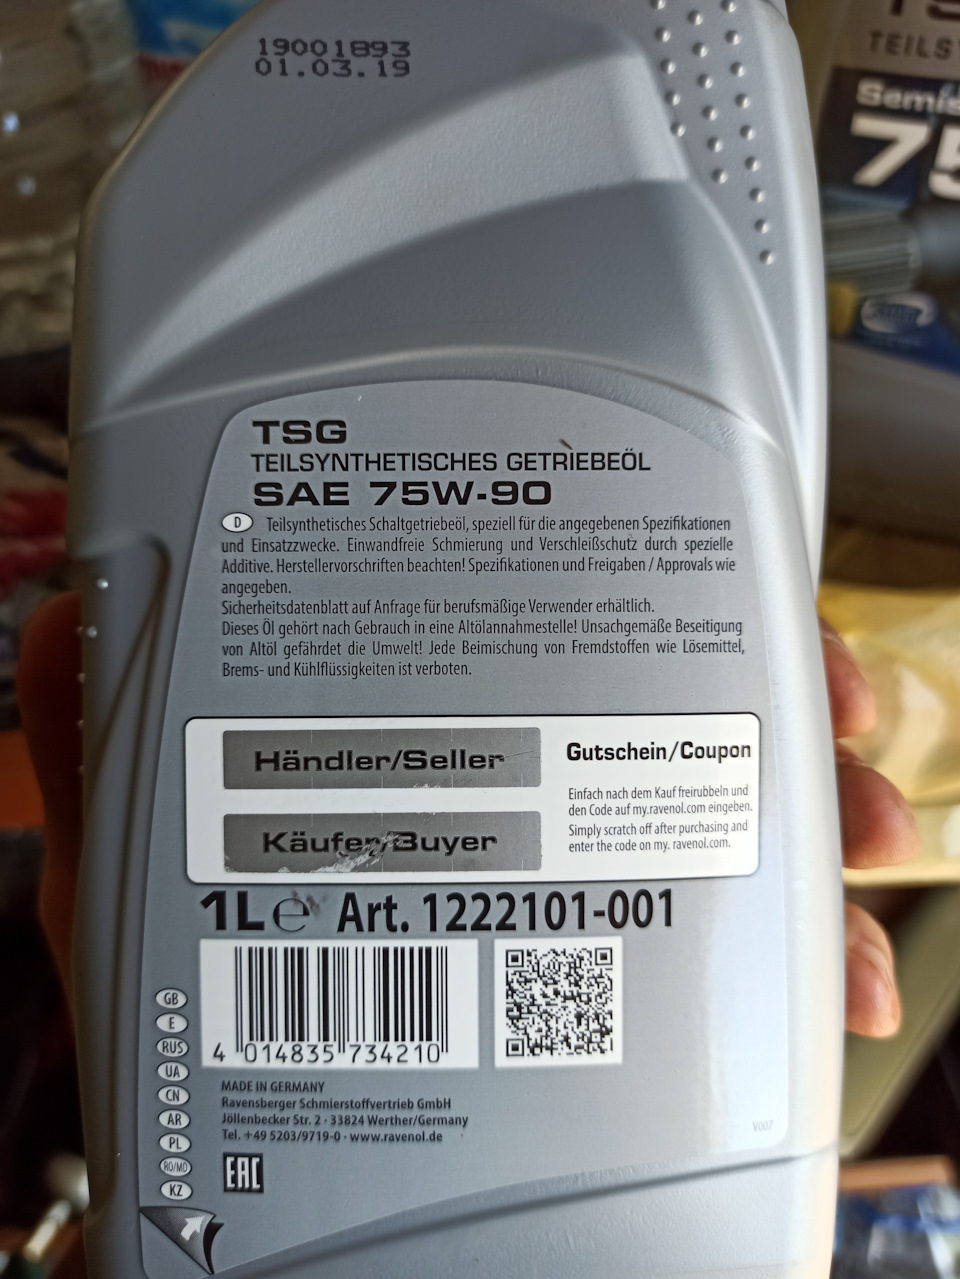 19001893
01.03.19
TEILS
Semis
75
TSG
TEILSYNTHETISCHES GETRIEBEÖL
SAE 75W-90
D Teilsynthetisches Schaltgetriebeöl, speziell für die angegebenen Spezifikationen
und Einsatzzwecke. Einwandfreie Schmierung und Verschleißschutz durch spezielle
Additive. Herstellervorschriften beachten! Spezifikationen und Freigaben / Approvals wie
angegeben.
Sicherheitsdatenblatt auf Anfrage für berufsmäßige Verwender erhältlich.
Dieses Öl gehört nach Gebrauch in eine Altölannahmestelle! Unsachgemäße Beseitigung
von Altöl gefährdet die Umwelt! Jede Beimischung von Fremdstoffen wie Lösemittel,
Brems- und Kühlflüssigkeiten ist verboten.
Händler/Seller
Käufer/Buyer
Gutschein/Coupon
Einfach nach dem Kauf freirubbeln und
den Code auf my.ravenol.com eingeben.
Simply scratch off after purchasing and
enter the code on my. ravenol.com.
1L ℮ Art. 1222101-001
4 014835 734210
GB
E
RUS
UA
CN
AR
PL
RO/MD
KZ
MADE IN GERMANY
Ravensberger Schmierstoffvertrieb GmbH
Jöllenbecker Str. 2 · 33824 Werther/Germany
Tel. +49 5203/9719-0 · www.ravenol.de
V007
EAC